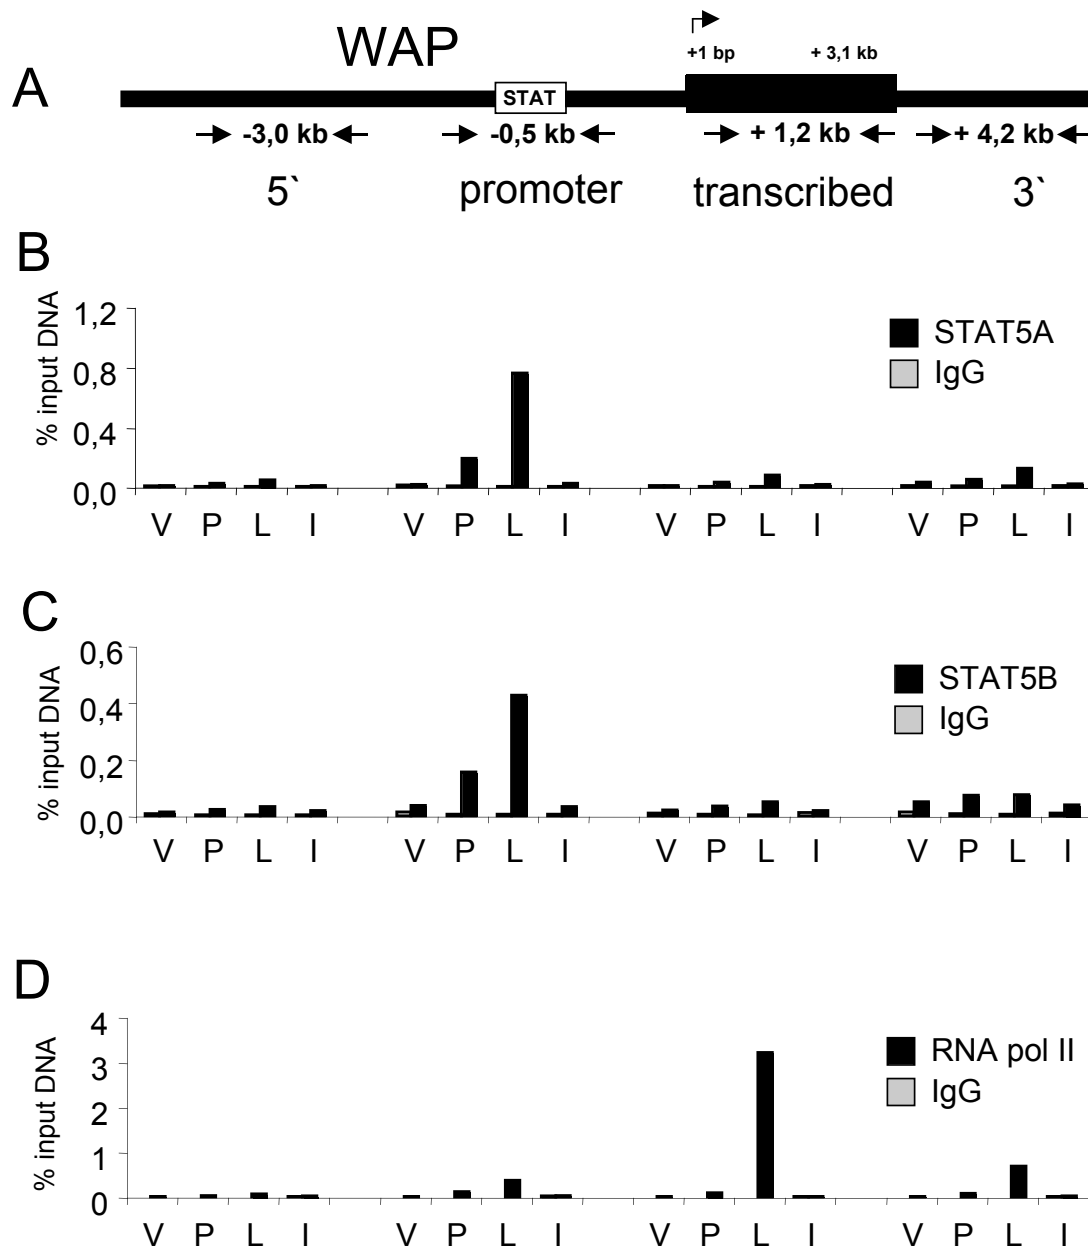 WAP
+1 bp + 3,1 kb
A
STAT
-3,0 kb -0,5 kb + 1,2 kb + 4,2 kb
5` promoter transcribed 3`
B
% input DNA
1,2
0,8
0,4
0,0
STAT5A
IgG
V P L I V P L I V P L I V P L I
C
% input DNA
0,6
0,4
0,2
0,0
STAT5B
IgG
V P L I V P L I V P L I V P L I
D
% input DNA
4
3
2
1
0
RNA pol II
IgG
V P L I V P L I V P L I V P L I